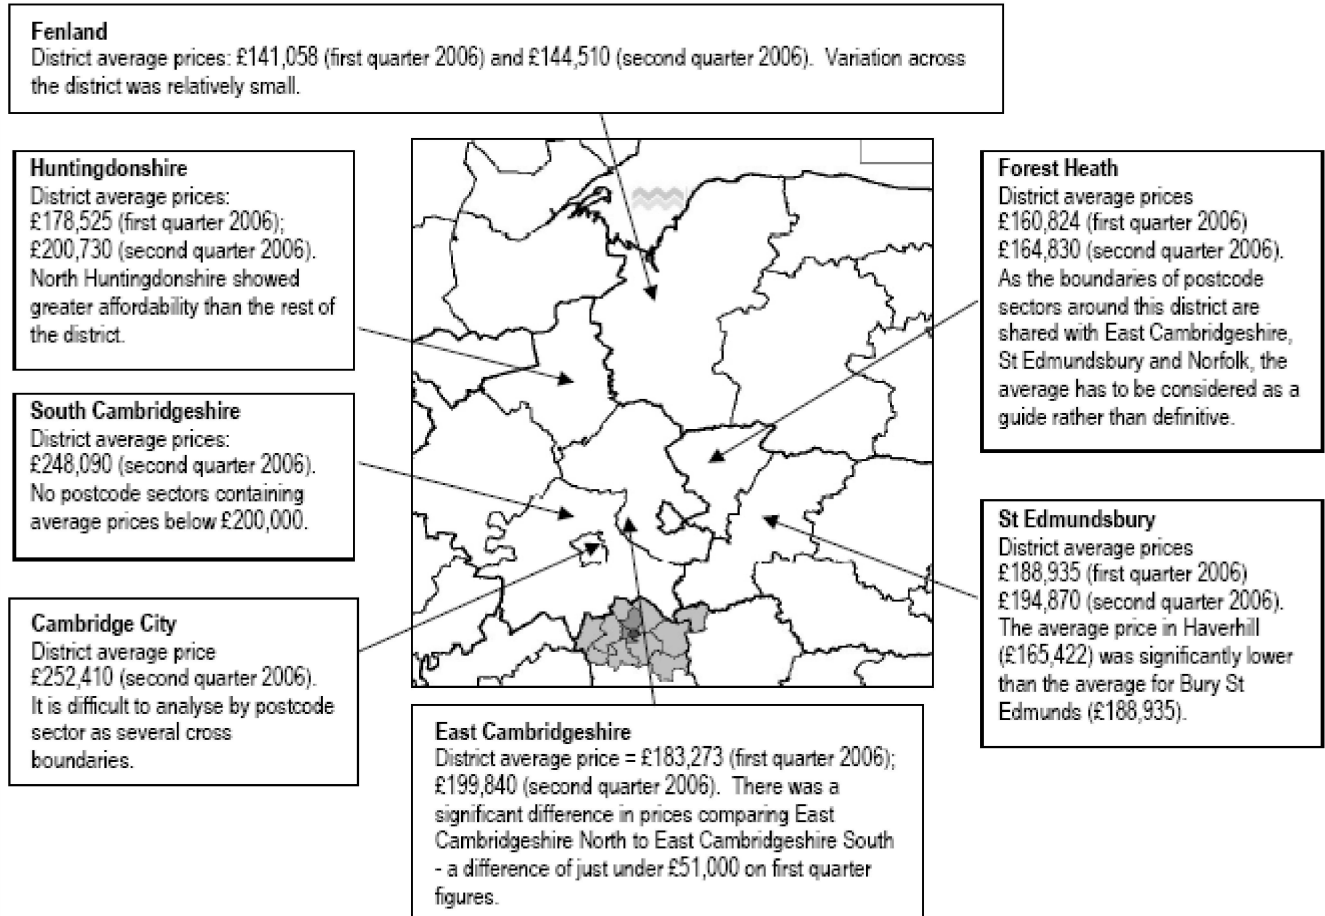 Fenland
District average prices: £141,058 (first quarter 2006) and £144,510 (second quarter 2006). Variation across
the district was relatively small.
Huntingdonshire
District average prices:
£178,525 (first quarter 2006);
£200,730 (second quarter 2006).
North Huntingdonshire showed
greater affordability than the rest of
the district.
South Cambridgeshire
District average prices:
£248,090 (second quarter 2006).
No postcode sectors containing
average prices below £200,000.
Cambridge City
District average price
£252,410 (second quarter 2006).
It is difficult to analyse by postcode
sector as several cross
boundaries.
East Cambridgeshire
District average price = £183,273 (first quarter 2006);
£199,840 (second quarter 2006). There was a
significant difference in prices comparing East
Cambridgeshire North to East Cambridgeshire South
- a difference of just under £51,000 on first quarter
figures.
Forest Heath
District average prices
£160,824 (first quarter 2006)
£164,830 (second quarter 2006).
As the boundaries of postcode
sectors around this district are
shared with East Cambridgeshire,
St Edmundsbury and Norfolk, the
average has to be considered as a
guide rather than definitive.
St Edmundsbury
District average prices
£188,935 (first quarter 2006)
£194,870 (second quarter 2006).
The average price in Haverhill
(£165,422) was significantly lower
than the average for Bury St
Edmunds (£188,935).